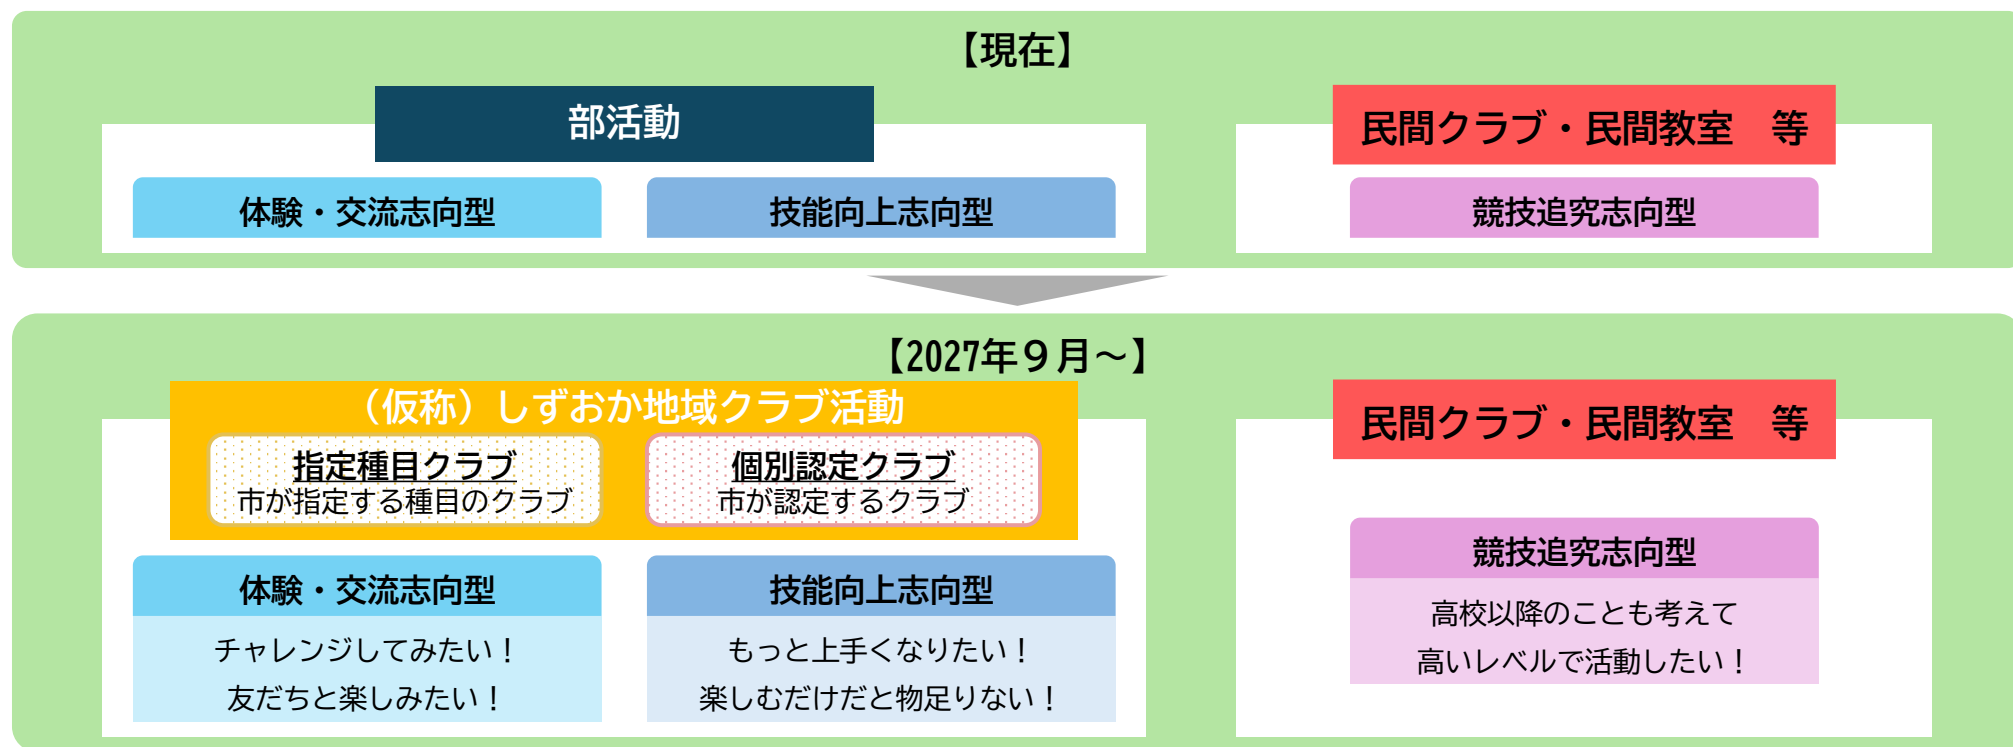 【現在】
部活動
民間クラブ・民間教室　等
体験・交流志向型
技能向上志向型
競技追究志向型
【2027年９月～】
（仮称）しずおか地域クラブ活動
指定種目クラブ
市が指定する種目のクラブ
個別認定クラブ
市が認定するクラブ
民間クラブ・民間教室　等
体験・交流志向型
チャレンジしてみたい！
友だちと楽しみたい！
技能向上志向型
もっと上手くなりたい！
楽しむだけだと物足りない！
競技追究志向型
高校以降のことも考えて
高いレベルで活動したい！